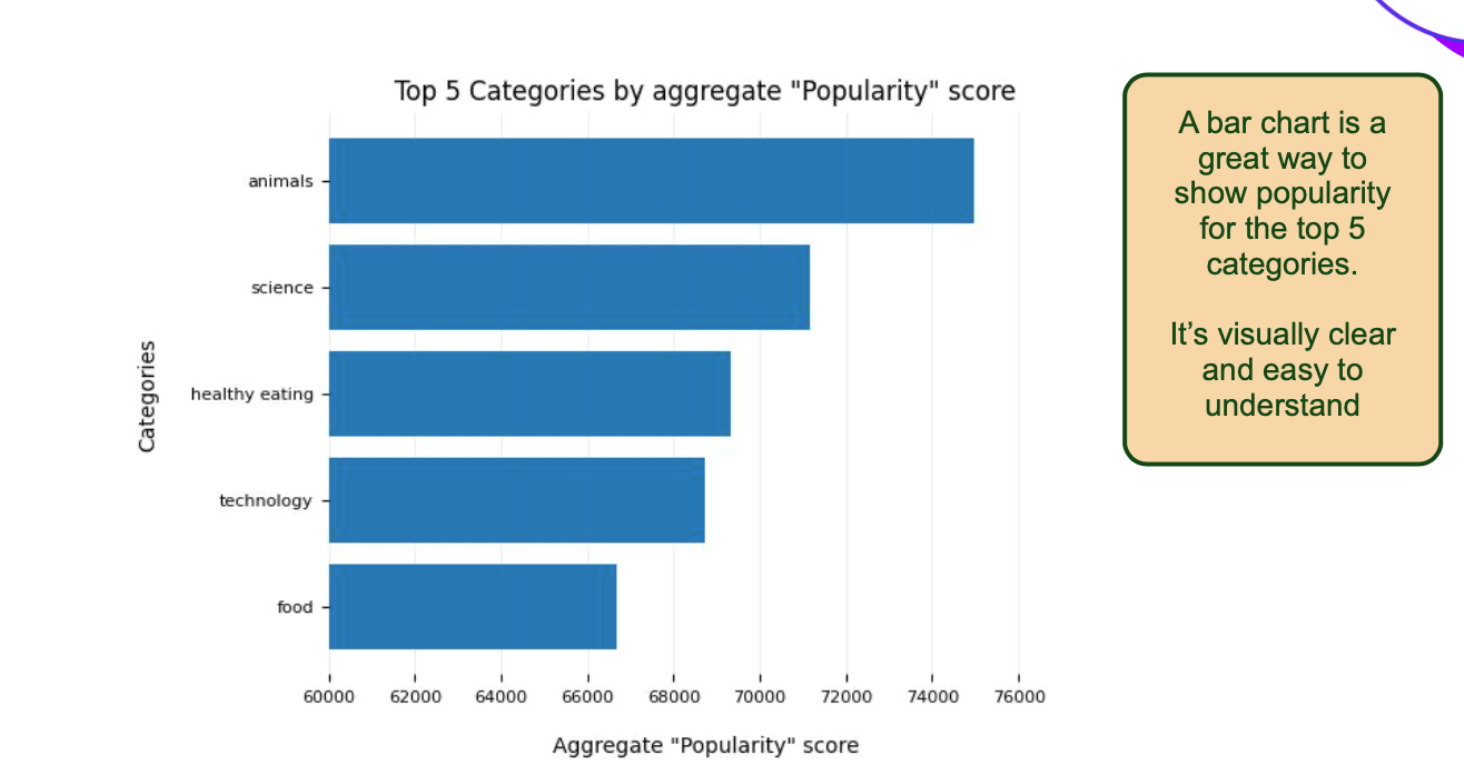 Top 5 Categories by aggregate "Popularity" score
Categories
animals
science
healthy eating
technology
food
60000 62000 64000 66000 68000 70000 72000 74000 76000
Aggregate "Popularity" score
A bar chart is a
great way to
show popularity
for the top 5
categories.
It’s visually clear
and easy to
understand